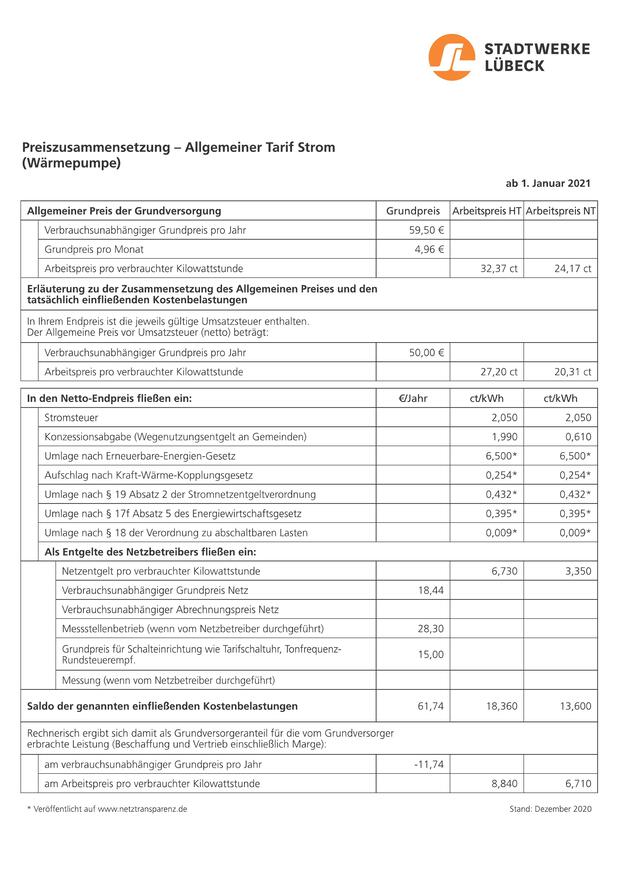 STADTWERKE
LÜBECK
Preiszusammensetzung – Allgemeiner Tarif Strom
(Wärmepumpe)
ab 1. Januar 2021
Allgemeiner Preis der Grundversorgung Grundpreis Arbeitspreis HT Arbeitspreis NT
Verbrauchsunabhängiger Grundpreis pro Jahr 59,50 €
Grundpreis pro Monat 4,96 €
Arbeitspreis pro verbrauchter Kilowattstunde 32,37 ct 24,17 ct
Erläuterung zu der Zusammensetzung des Allgemeinen Preises und den
tatsächlich einfließenden Kostenbelastungen
In Ihrem Endpreis ist die jeweils gültige Umsatzsteuer enthalten.
Der Allgemeine Preis vor Umsatzsteuer (netto) beträgt:
Verbrauchsunabhängiger Grundpreis pro Jahr 50,00 €
Arbeitspreis pro verbrauchter Kilowattstunde 27,20 ct 20,31 ct
In den Netto-Endpreis fließen ein: €/Jahr ct/kWh ct/kWh
Stromsteuer 2,050 2,050
Konzessionsabgabe (Wegenutzungsentgelt an Gemeinden) 1,990 0,610
Umlage nach Erneuerbare-Energien-Gesetz 6,500* 6,500*
Aufschlag nach Kraft-Wärme-Kopplungsgesetz 0,254* 0,254*
Umlage nach § 19 Absatz 2 der Stromnetzentgeltverordnung 0,432* 0,432*
Umlage nach § 17f Absatz 5 des Energiewirtschaftsgesetz 0,395* 0,395*
Umlage nach § 18 der Verordnung zu abschaltbaren Lasten 0,009* 0,009*
Als Entgelte des Netzbetreibers fließen ein:
Netzentgelt pro verbrauchter Kilowattstunde 6,730 3,350
Verbrauchsunabhängiger Grundpreis Netz 18,44
Verbrauchsunabhängiger Abrechnungspreis Netz
Messstellenbetrieb (wenn vom Netzbetreiber durchgeführt) 28,30
Grundpreis für Schalteinrichtung wie Tarifschaltuhr, Tonfrequenz-
Rundsteuerempf. 15,00
Messung (wenn vom Netzbetreiber durchgeführt)
Saldo der genannten einfließenden Kostenbelastungen 61,74 18,360 13,600
Rechnerisch ergibt sich damit als Grundversorgeranteil für die vom Grundversorger
erbrachte Leistung (Beschaffung und Vertrieb einschließlich Marge):
am verbrauchsunabhängiger Grundpreis pro Jahr -11,74
am Arbeitspreis pro verbrauchter Kilowattstunde 8,840 6,710
* Veröffentlicht auf www.netztransparenz.de Stand: Dezember 2020